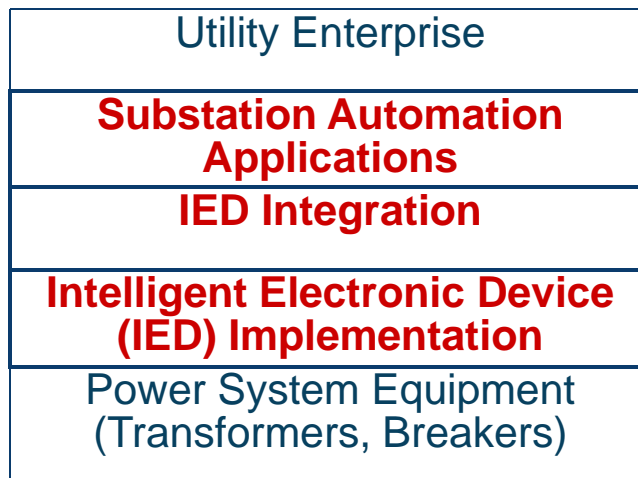 Utility Enterprise
Substation Automation
Applications
IED Integration
Intelligent Electronic Device
(IED) Implementation
Power System Equipment
(Transformers, Breakers)